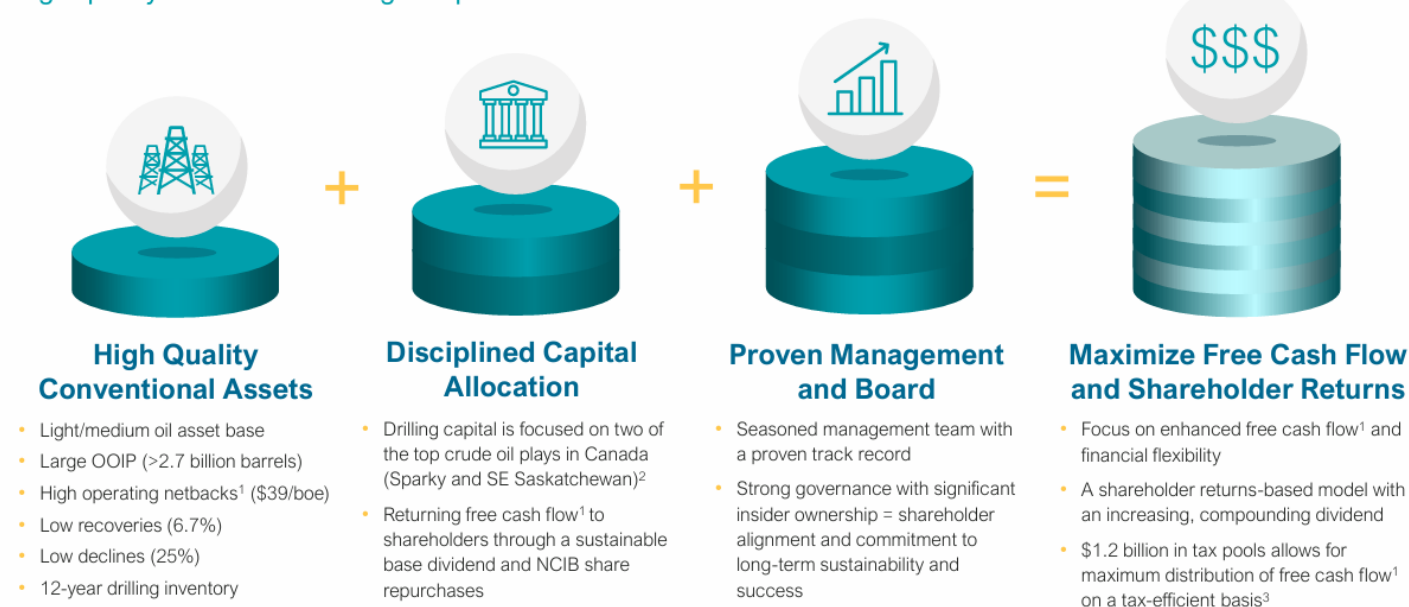 $$$
+
+
=
High Quality
Conventional Assets
• Light/medium oil asset base
• Large OOIP (>2.7 billion barrels)
• High operating netbacks¹ ($39/boe)
• Low recoveries (6.7%)
• Low declines (25%)
• 12-year drilling inventory
Disciplined Capital
Allocation
• Drilling capital is focused on two of
the top crude oil plays in Canada
(Sparky and SE Saskatchewan)²
• Returning free cash flow¹ to
shareholders through a sustainable
base dividend and NCIB share
repurchases
Proven Management
and Board
• Seasoned management team with
a proven track record
• Strong governance with significant
insider ownership = shareholder
alignment and commitment to
long-term sustainability and
success
Maximize Free Cash Flow
and Shareholder Returns
• Focus on enhanced free cash flow¹ and
financial flexibility
• A shareholder returns-based model with
an increasing, compounding dividend
• $1.2 billion in tax pools allows for
maximum distribution of free cash flow¹
on a tax-efficient basis³